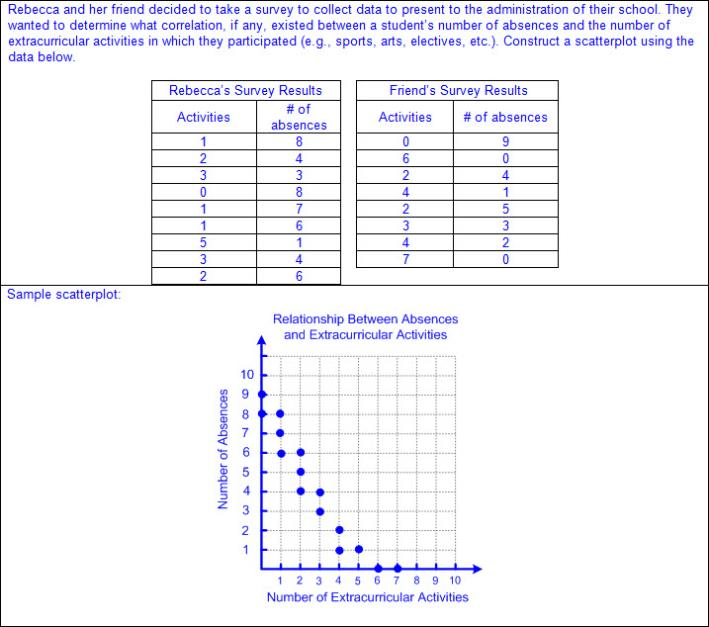 Rebecca and her friend decided to take a survey to collect data to present to the administration of their school. They
wanted to determine what correlation, if any, existed between a student's number of absences and the number of
extracurricular activities in which they participated (e.g., sports, arts, electives, etc.). Construct a scatterplot using the
data below.
Rebecca's Survey Results
Activities # of absences
1 8
2 4
3 3
0 8
1 7
1 6
5 1
3 4
2 6
Friend's Survey Results
Activities # of absences
0 9
6 0
2 4
4 1
2 5
3 3
4 2
7 0
Sample scatterplot:
Relationship Between Absences
and Extracurricular Activities
Number of Absences
10
9
8
7
6
5
4
3
2
1
1 2 3 4 5 6 7 8 9 10
Number of Extracurricular Activities